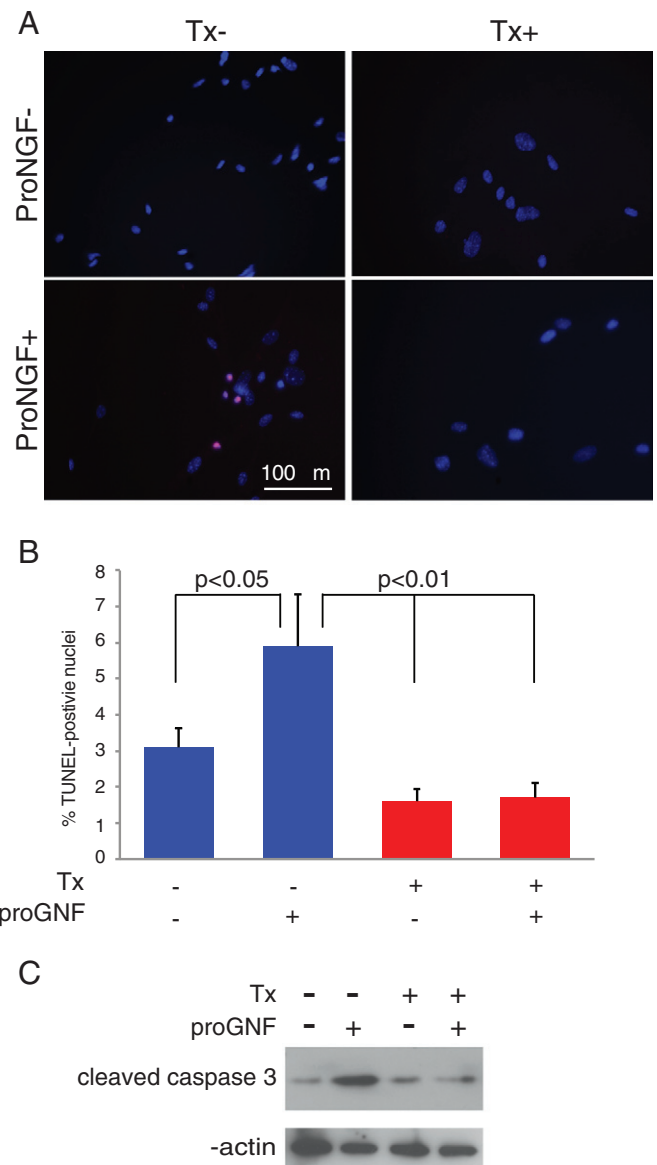 A
Tx- Tx+
ProNGF-
ProNGF+
100 m
B
% TUNEL-postivie nuclei
8
7
6
5
4
3
2
1
0
p<0.05 p<0.01
Tx - - + +
proGNF - + - +
C
Tx - - + +
proGNF - + - +
cleaved caspase 3
-actin